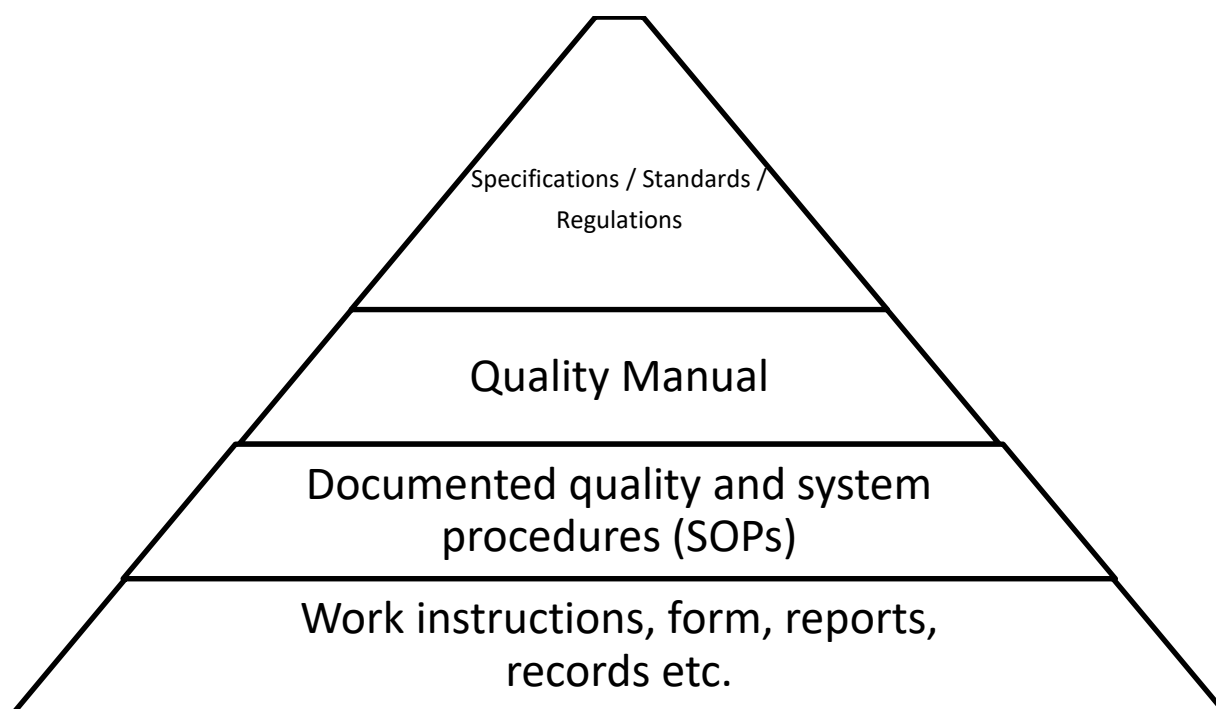 Specifications / Standards /
Regulations
Quality Manual
Documented quality and system
procedures (SOPs)
Work instructions, form, reports,
records etc.